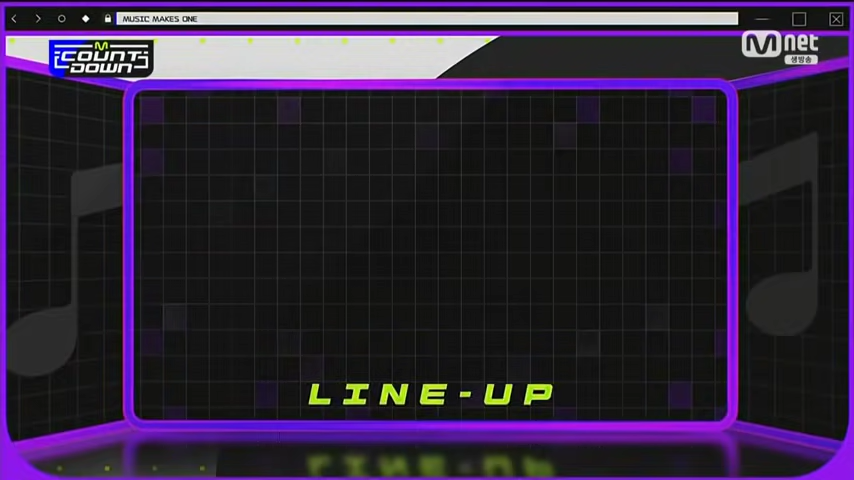 MUSIC MAKES ONE
M
COUNT
DOWN
Mnet
생방송
LINE-UP